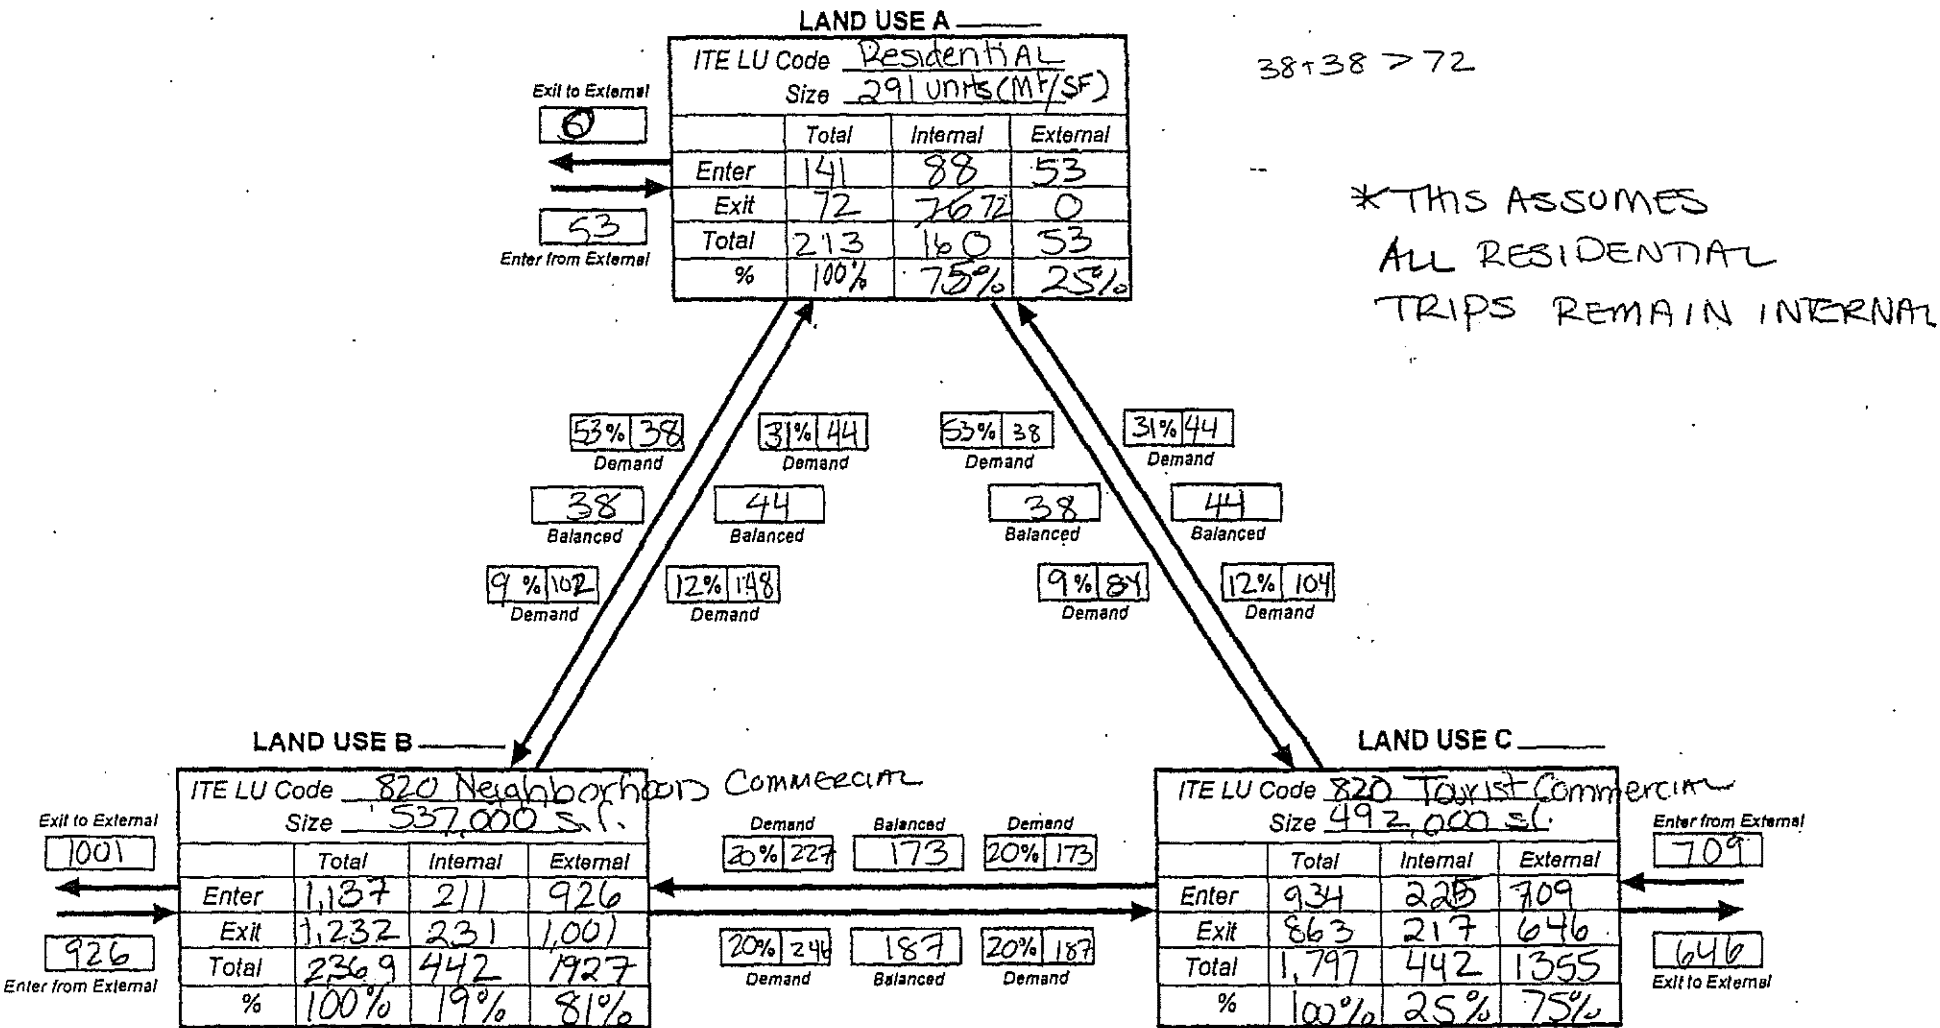 LAND USE A
ITE LU Code Residential
Size 291 units (MF/SF)
Total Internal External
Enter 141 88 53
Exit 72 76 72 0
Total 213 160 53
% 100% 75% 25%
Exit to External
0
53
Enter from External
38+38 > 72
*THIS ASSUMES
ALL RESIDENTIAL
TRIPS REMAIN INTERNAL
53% 38
Demand
31% 44
Demand
53% 38
Demand
31% 44
Demand
38
Balanced
44
Balanced
38
Balanced
44
Balanced
9% 102
Demand
12% 148
Demand
9% 84
Demand
12% 104
Demand
LAND USE B
ITE LU Code 820 Neighborhood COMMERCIAL
Size 537,000 s.f.
Total Internal External
Enter 1,137 211 926
Exit 1,232 231 1,001
Total 2369 442 1927
% 100% 19% 81%
Exit to External
1001
926
Enter from External
Demand Balanced Demand
20% 227 173 20% 173
20% 246 187 20% 187
Demand Balanced Demand
LAND USE C
ITE LU Code 820 Tourist Commercial
Size 492,000 s.f.
Total Internal External
Enter 934 225 709
Exit 863 217 646
Total 1,797 442 1355
% 100% 25% 75%
Enter from External
709
646
Exit to External